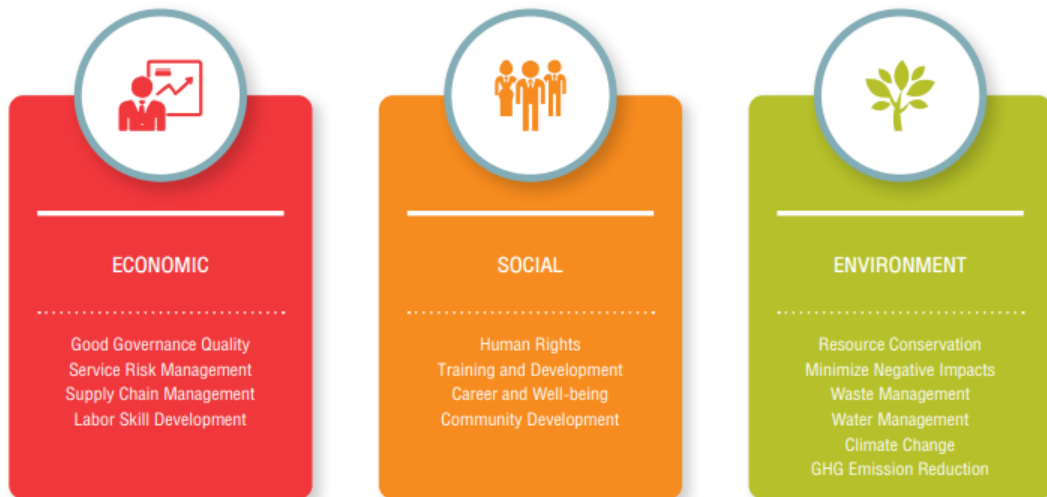 ECONOMIC
Good Governance Quality
Service Risk Management
Supply Chain Management
Labor Skill Development
SOCIAL
Human Rights
Training and Development
Career and Well-being
Community Development
ENVIRONMENT
Resource Conservation
Minimize Negative Impacts
Waste Management
Water Management
Climate Change
GHG Emission Reduction